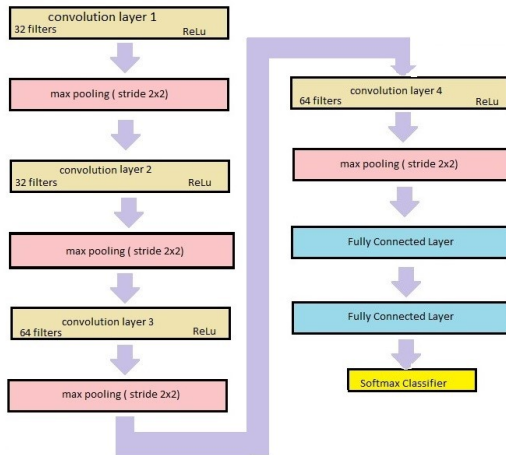 convolution layer 1
32 filters ReLu
max pooling ( stride 2x2)
convolution layer 2
32 filters ReLu
max pooling ( stride 2x2)
convolution layer 3
64 filters ReLu
max pooling ( stride 2x2)
convolution layer 4
64 filters ReLu
max pooling ( stride 2x2)
Fully Connected Layer
Fully Connected Layer
Softmax Classifier